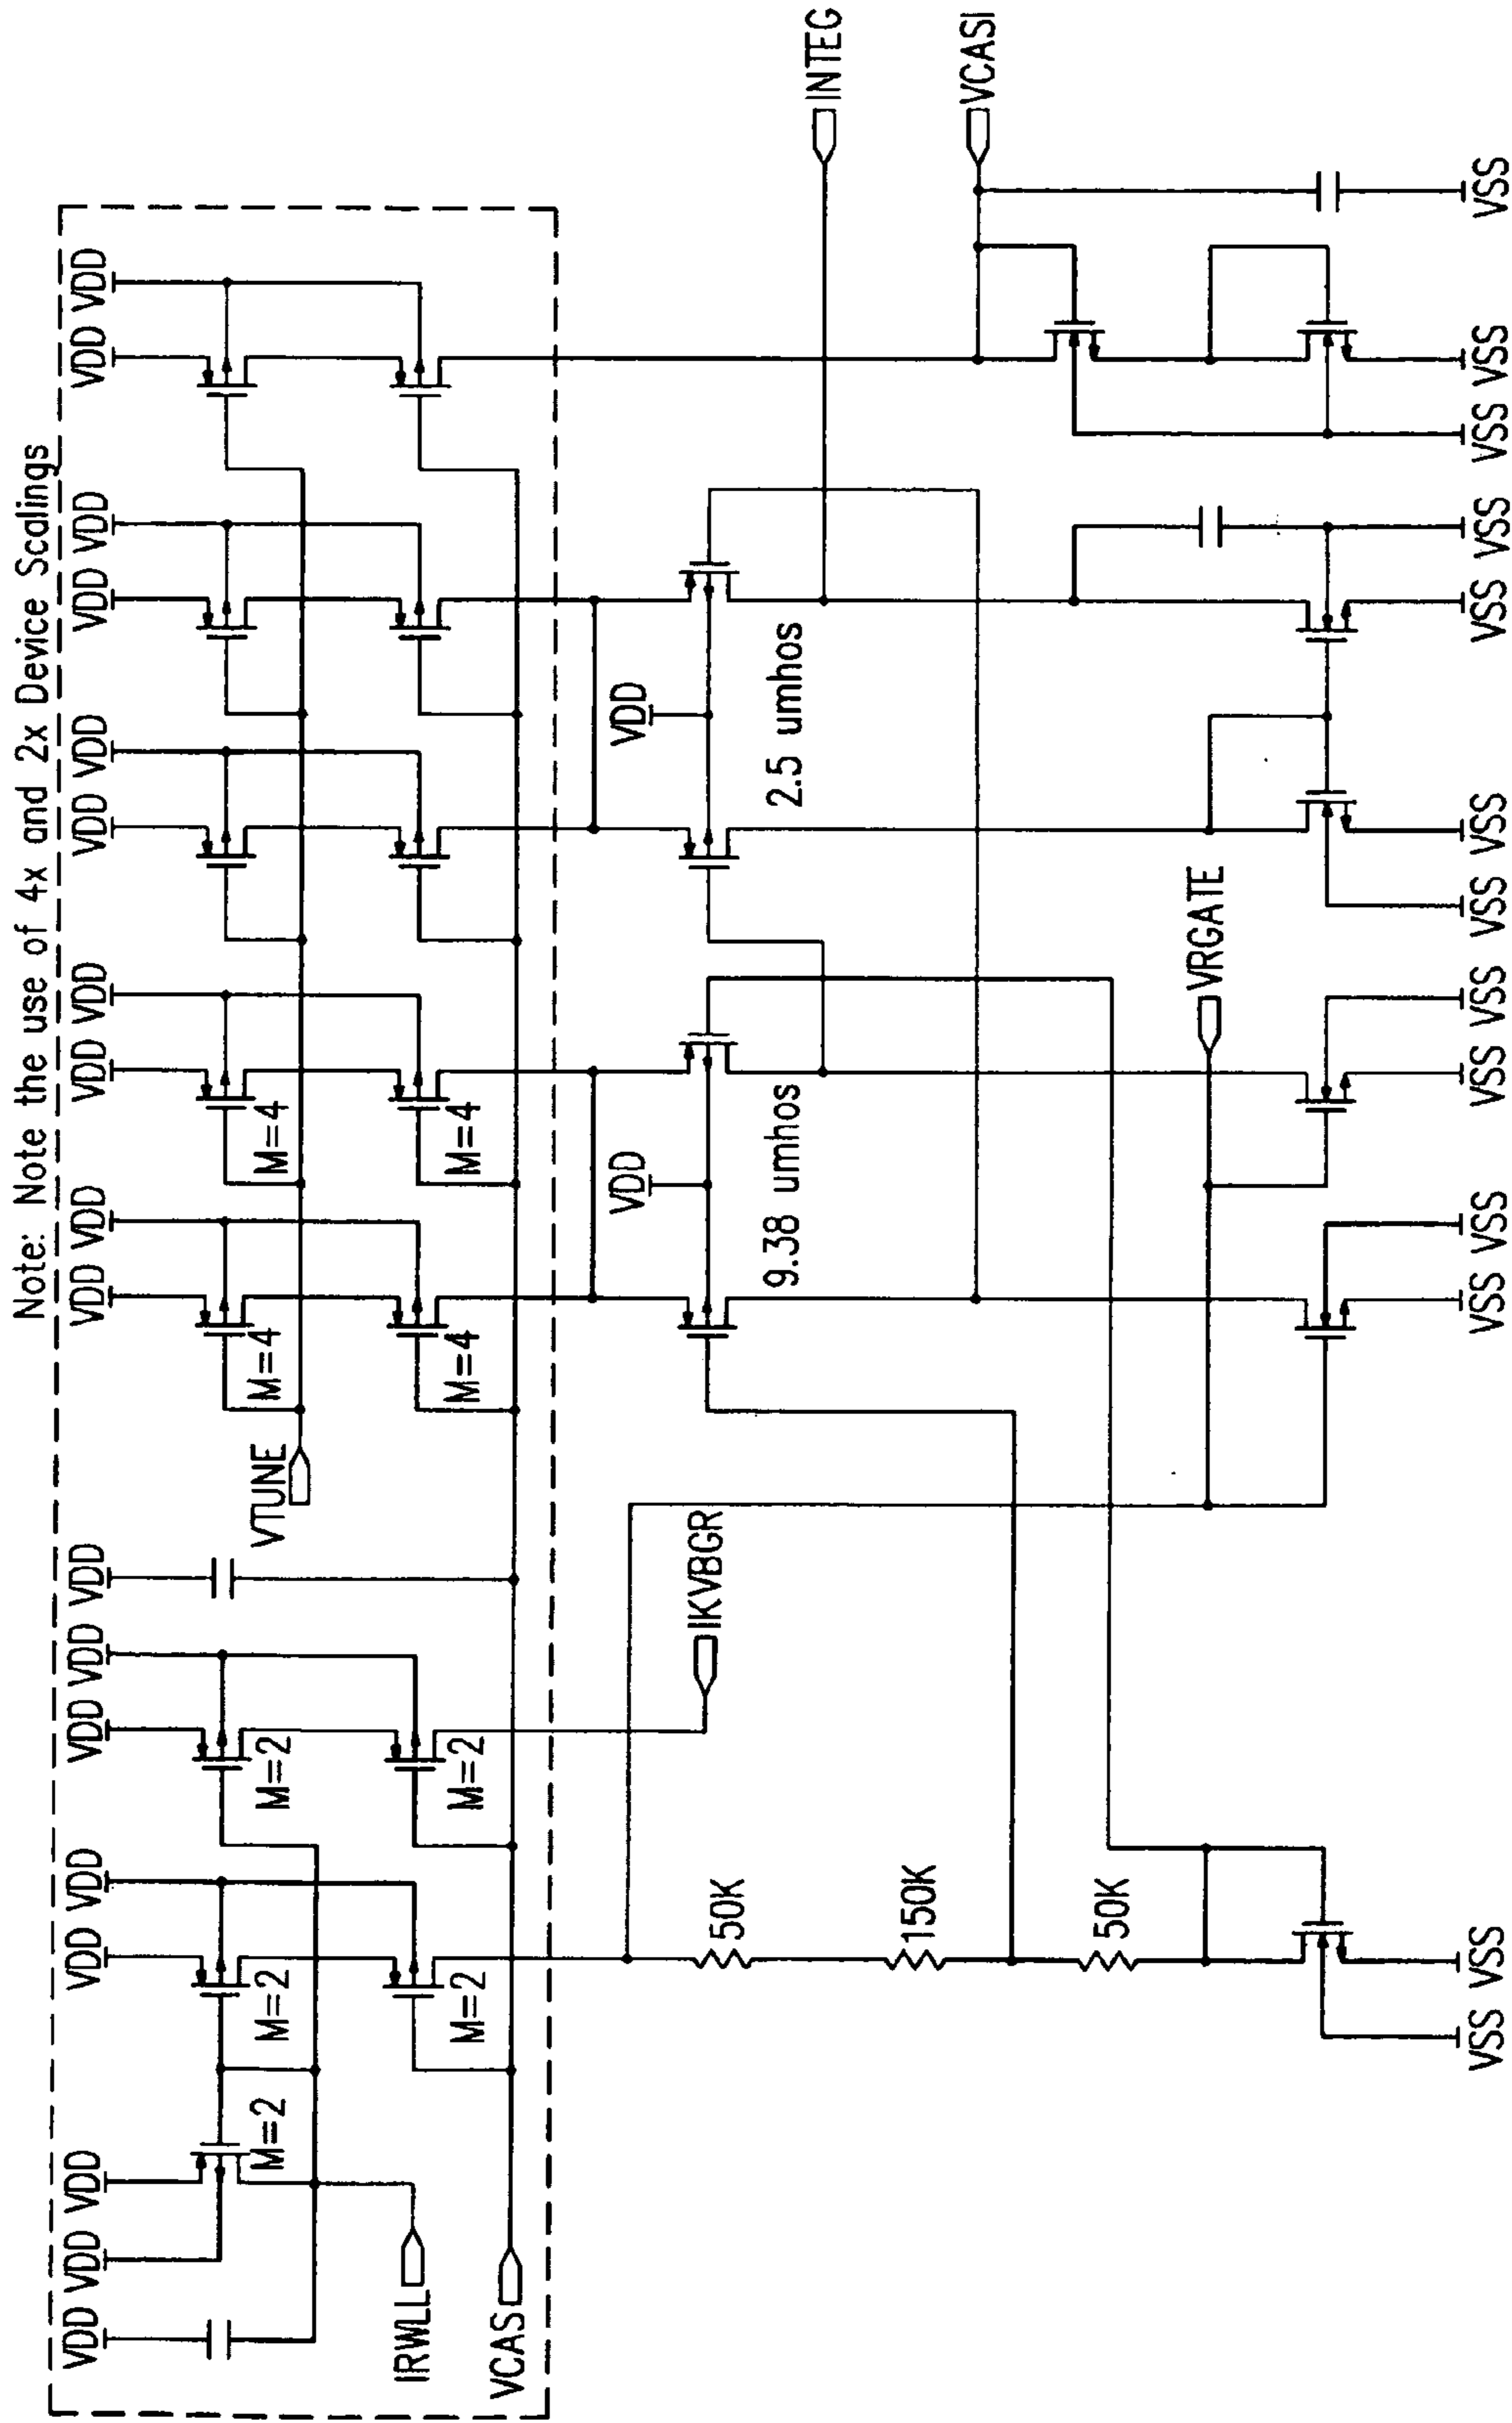 Note: Note the use of 4x and 2x Device Scalings
VDD VDD VDD VDD VDD VDD VDD VDD VDD VDD VDD VDD VDD VDD VDD VDD VDD VDD
M=2 M=2 M=2 VTUNE M=4 M=4
IRWLL M=2 M=2 M=4 M=4
VCAS
VDD VDD
50K IKVBGR
9.38 umhos 2.5 umhos
INTEG
150K
VCASI
50K
VRGATE
VSS VSS VSS VSS VSS VSS VSS VSS VSS VSS VSS VSS VSS